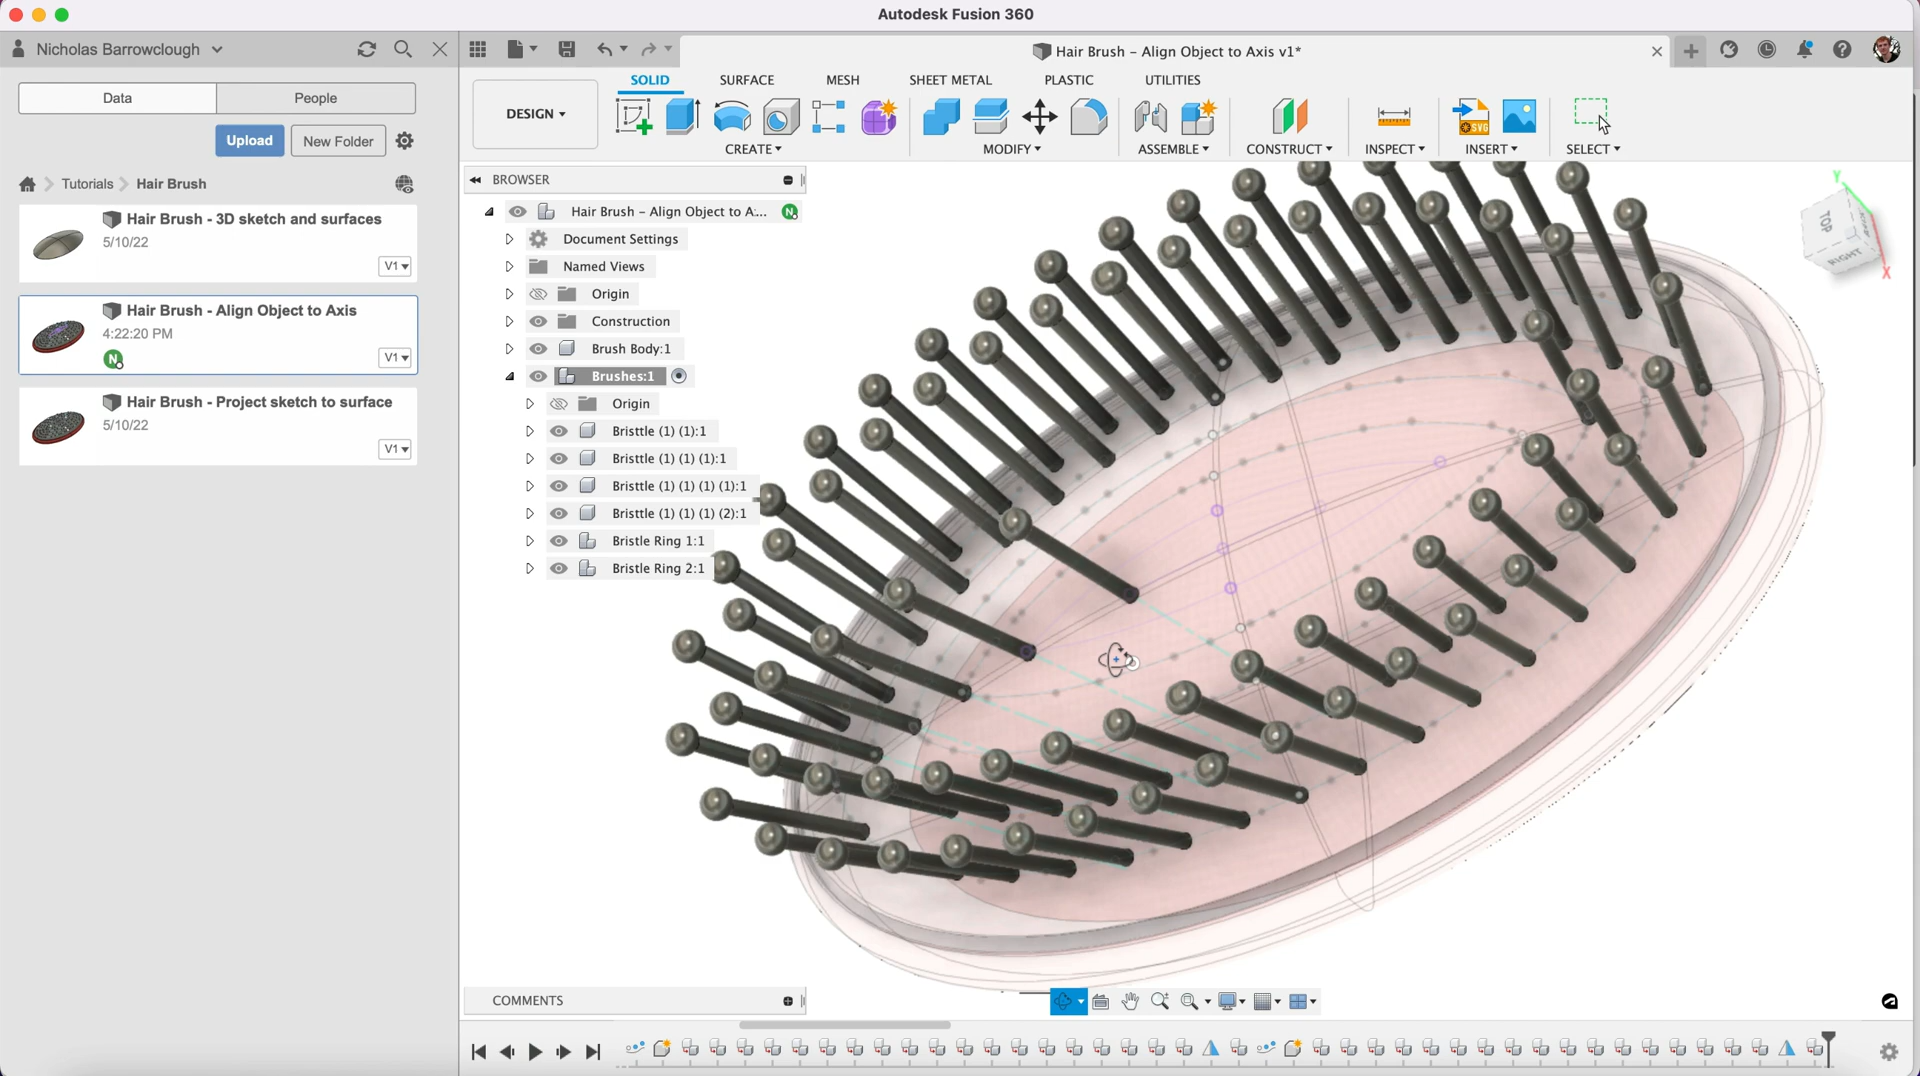 Autodesk Fusion 360
Nicholas Barrowclough
Hair Brush – Align Object to Axis v1*
Data
People
Upload
New Folder
Tutorials
Hair Brush
Hair Brush - 3D sketch and surfaces
5/10/22
V1
Hair Brush - Align Object to Axis
4:22:20 PM
N
V1
Hair Brush - Project sketch to surface
5/10/22
V1
DESIGN
SOLID
SURFACE
MESH
SHEET METAL
PLASTIC
UTILITIES
SVG
CREATE
MODIFY
ASSEMBLE
CONSTRUCT
INSPECT
INSERT
SELECT
BROWSER
Hair Brush – Align Object to A...
N
Document Settings
Named Views
Origin
Construction
Brush Body:1
Brushes:1
Origin
Bristtle (1) (1):1
Bristtle (1) (1) (1):1
Bristtle (1) (1) (1) (1):1
Bristtle (1) (1) (1) (2):1
Bristle Ring 1:1
Bristle Ring 2:1
Y
TOP
RIGHT
X
COMMENTS